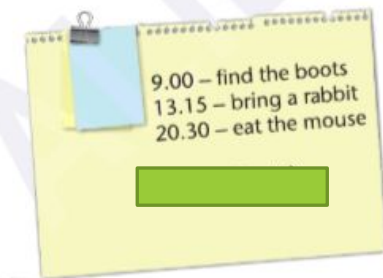 9.00 – find the boots
13.15 – bring a rabbit
20.30 – eat the mouse